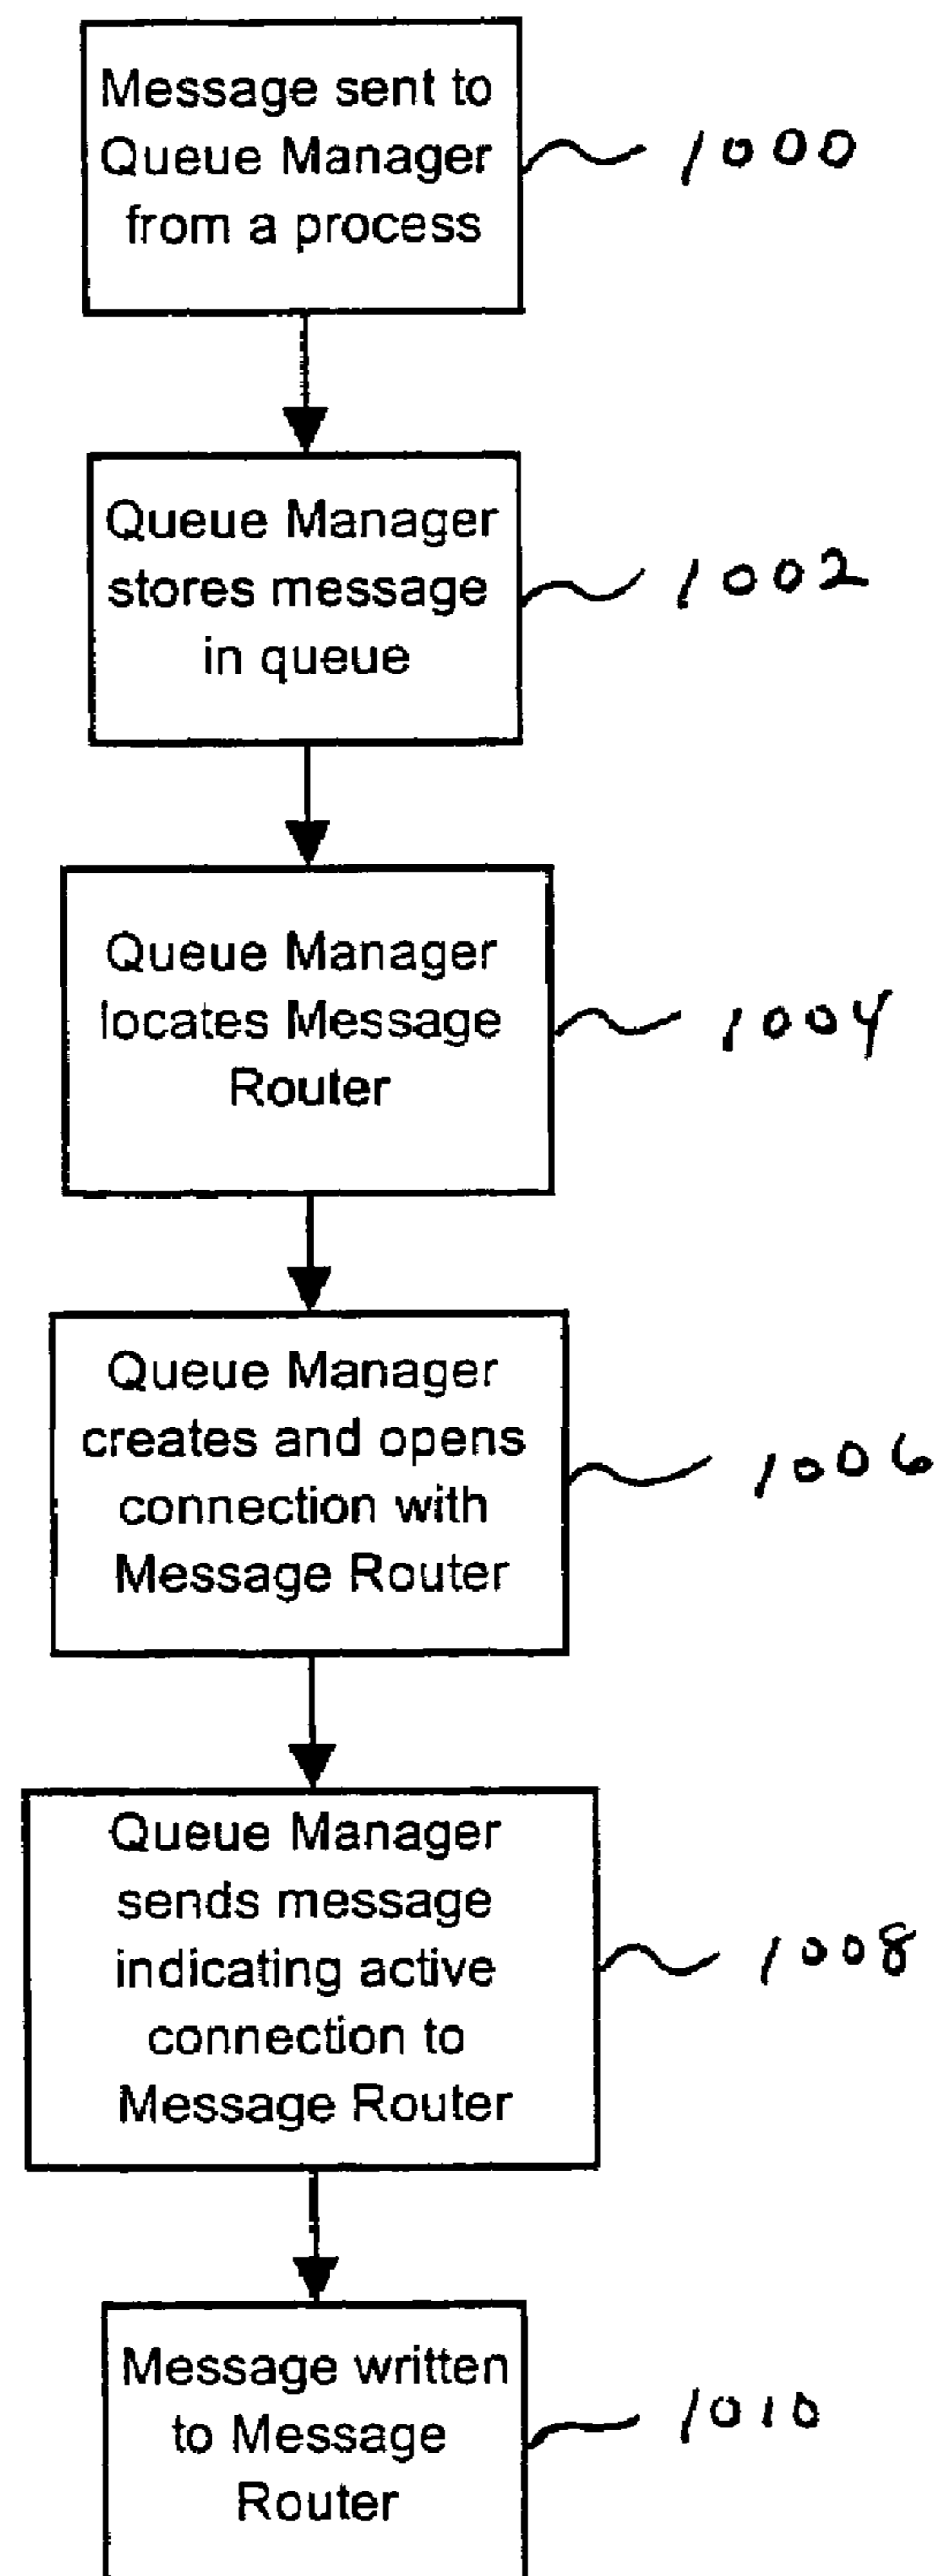 Message sent to
Queue Manager
from a process
1000
Queue Manager
stores message
in queue
1002
Queue Manager
locates Message
Router
1004
Queue Manager
creates and opens
connection with
Message Router
1006
Queue Manager
sends message
indicating active
connection to
Message Router
1008
Message written
to Message
Router
1010